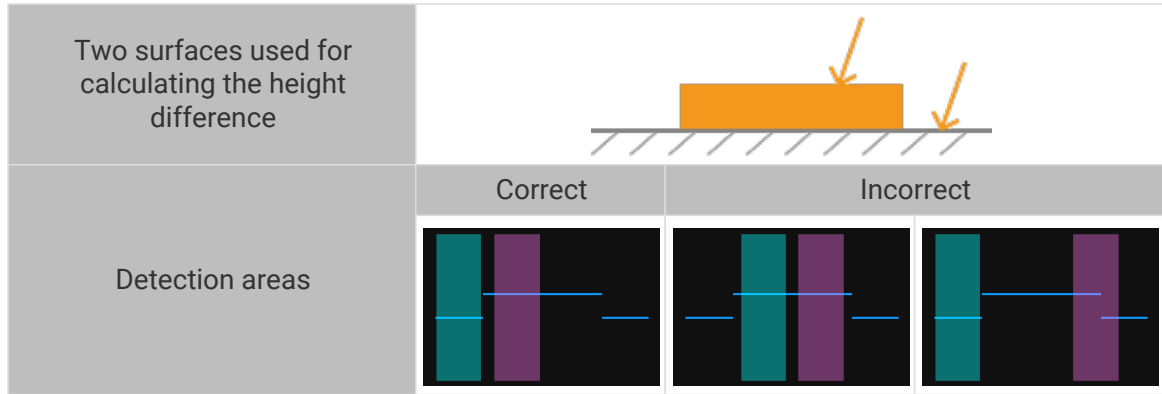 Two surfaces used for
calculating the height
difference
Correct
Incorrect
Detection areas